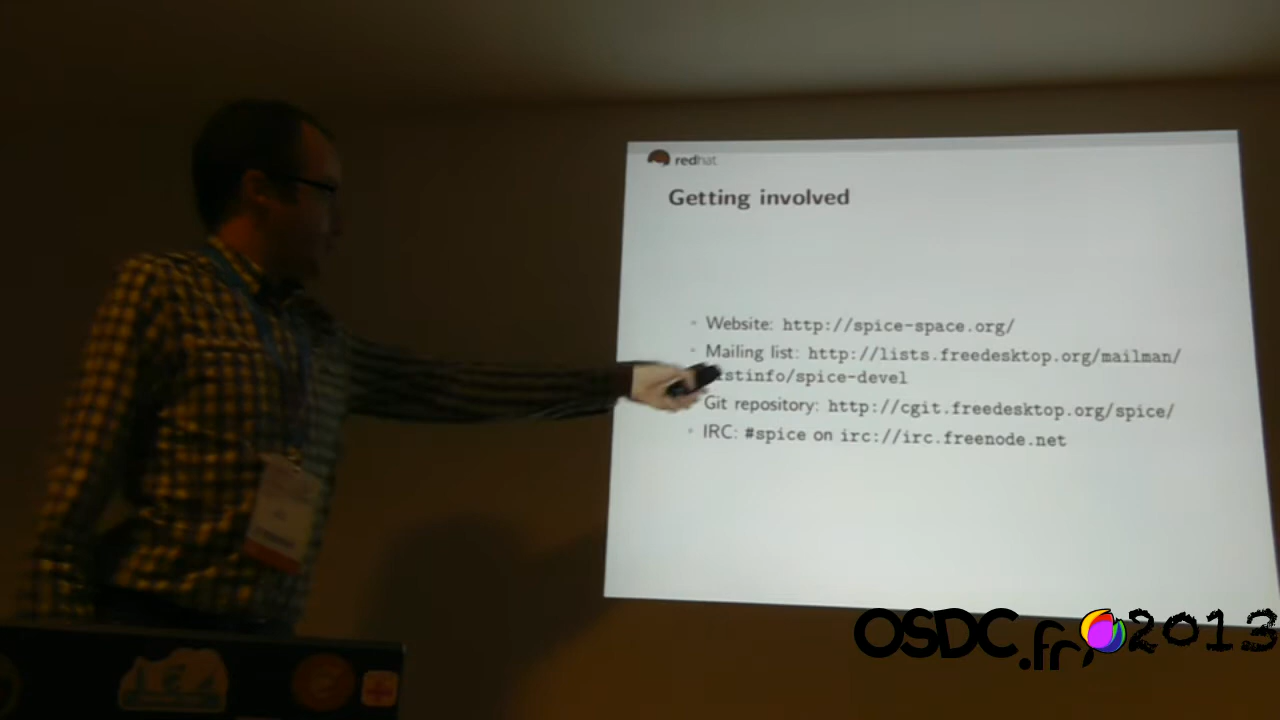 redhat
Getting involved
Website: http://spice-space.org/
Mailing list: http://lists.freedesktop.org/mailman/
stinfo/spice-devel
Git repository: http://cgit.freedesktop.org/spice/
IRC: #spice on irc://irc.freenode.net
OSDC.fr 2013